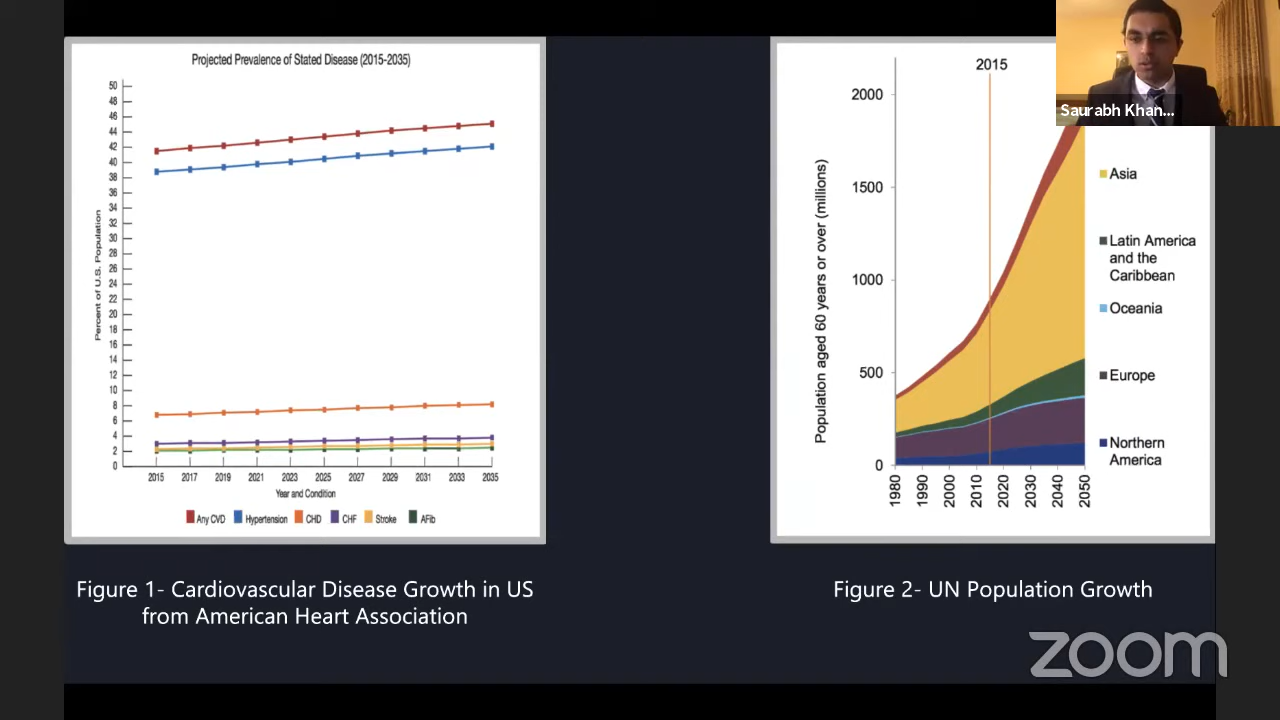 Projected Prevalence of Stated Disease (2015-2035)
Percent of U.S. Population
50
48
46
44
42
40
38
36
34
32
30
28
26
24
22
20
18
16
14
12
10
8
6
4
2
0
2015 2017 2019 2021 2023 2025 2027 2029 2031 2033 2035
Year and Condition
Any CVD Hypertension CHD CHF Stroke AFib
Figure 1- Cardiovascular Disease Growth in US
from American Heart Association
2015
Population aged 60 years or over (millions)
2000
1500
1000
500
0
1980 1990 2000 2010 2020 2030 2040 2050
Asia
Latin America
and the
Caribbean
Oceania
Europe
Northern
America
Figure 2- UN Population Growth
Saurabh Khan...
zoom